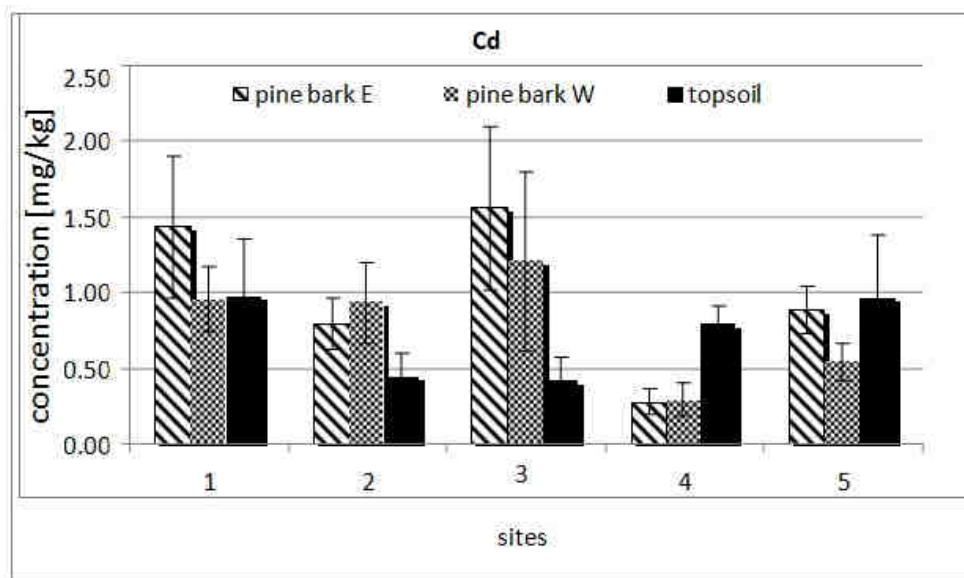 Cd
2.50
pine bark E pine bark W topsoil
2.00
1.50
1.00
0.50
0.00
concentration [mg/kg]
1 2 3 4 5
sites